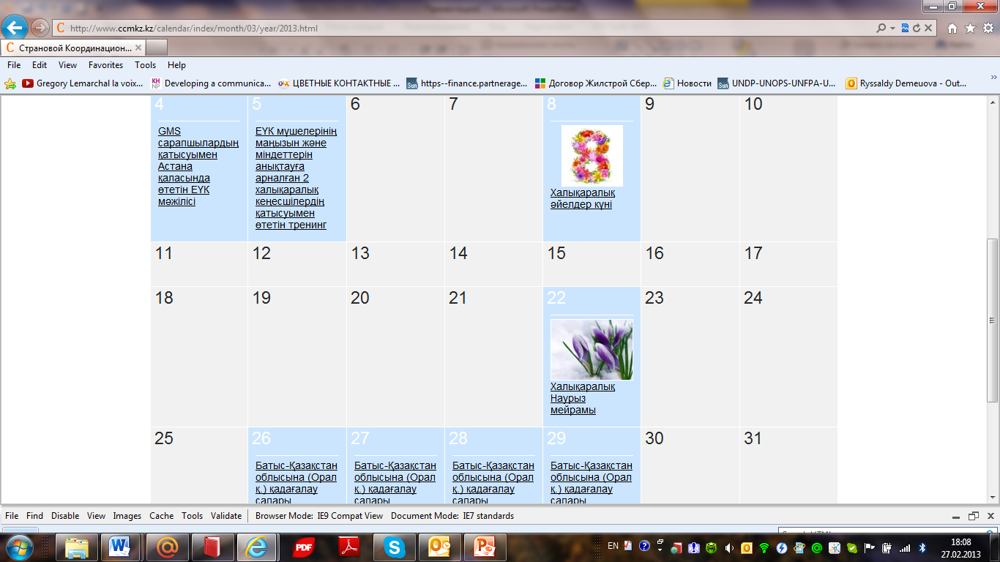 http://www.ccmkz.kz/calendar/index/month/03/year/2013.html
Страновой Координацион...
File Edit View Favorites Tools Help
Gregory Lemarchal la voix... Developing a communica... ЦВЕТНЫЕ КОНТАКТНЫЕ ... https--finance.partnerage... Договор Жилстрой Сбер... Новости UNDP-UNOPS-UNFPA-U... Ryssaldy Demeuova - Out...
4 5 6 7 8 9 10
GMS
сарапшылардың
қатысуымен
Астана
қаласында
өтетін ЕҮК
мәжілісі
ЕҮК мүшелерінің
маңызын және
міндеттерін
анықтауға
арналған 2
халықаралық
кеңесшілердің
қатысуымен
өтетін тренинг
Халықаралық
әйелдер күні
11 12 13 14 15 16 17
18 19 20 21 22 23 24
Халықаралық
Наурыз
мейрамы
25 26 27 28 29 30 31
Батыс-Қазақстан
облысына (Орал
қ.) қадағалау
сапары
Батыс-Қазақстан
облысына (Орал
қ.) қадағалау
сапары
Батыс-Қазақстан
облысына (Орал
қ.) қадағалау
сапары
Батыс-Қазақстан
облысына (Орал
қ.) қадағалау
сапары
File Find Disable View Images Cache Tools Validate Browser Mode: IE9 Compat View Document Mode: IE7 standards
EN 18:08
27.02.2013